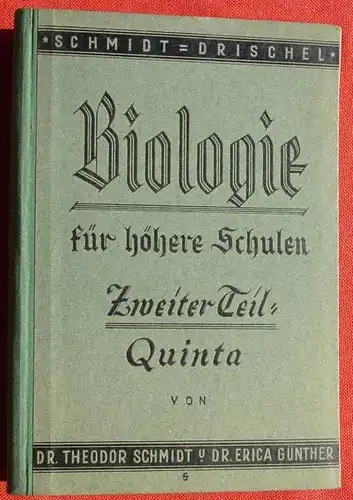 *SCHMIDT=DRISCHEL*
Biologie
für höhere Schulen
Zweiter Teil=
Quinta
VON
DR. THEODOR SCHMIDT U DR. ERICA GÜNTHER